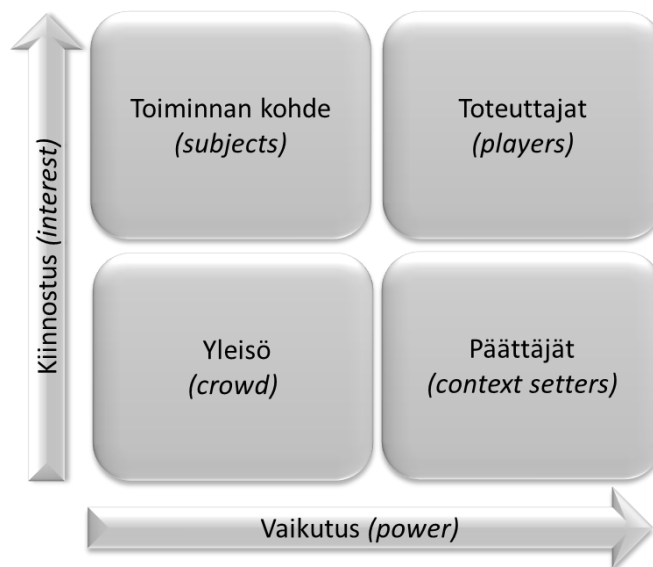 Kiinnostus (interest)
Toiminnan kohde
(subjects)
Toteuttajat
(players)
Yleisö
(crowd)
Päättäjät
(context setters)
Vaikutus (power)